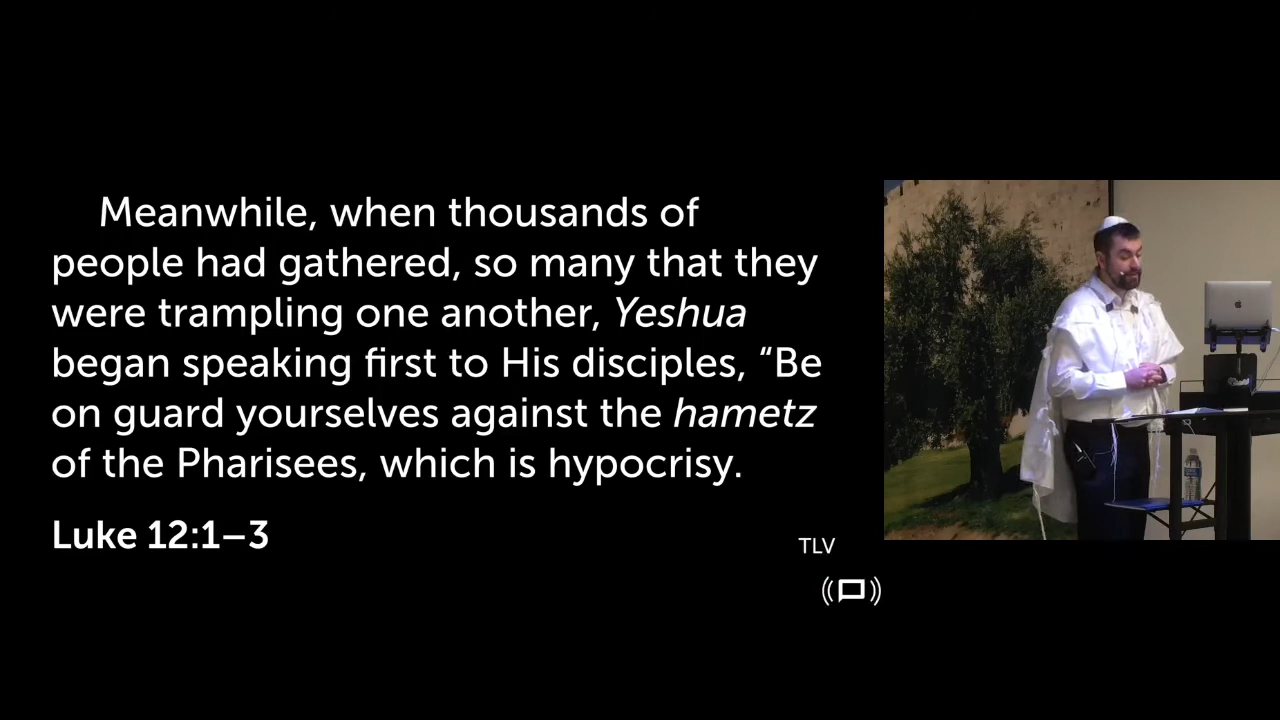 Meanwhile, when thousands of
people had gathered, so many that they
were trampling one another, Yeshua
began speaking first to His disciples, “Be
on guard yourselves against the hametz
of the Pharisees, which is hypocrisy.
Luke 12:1–3
TLV